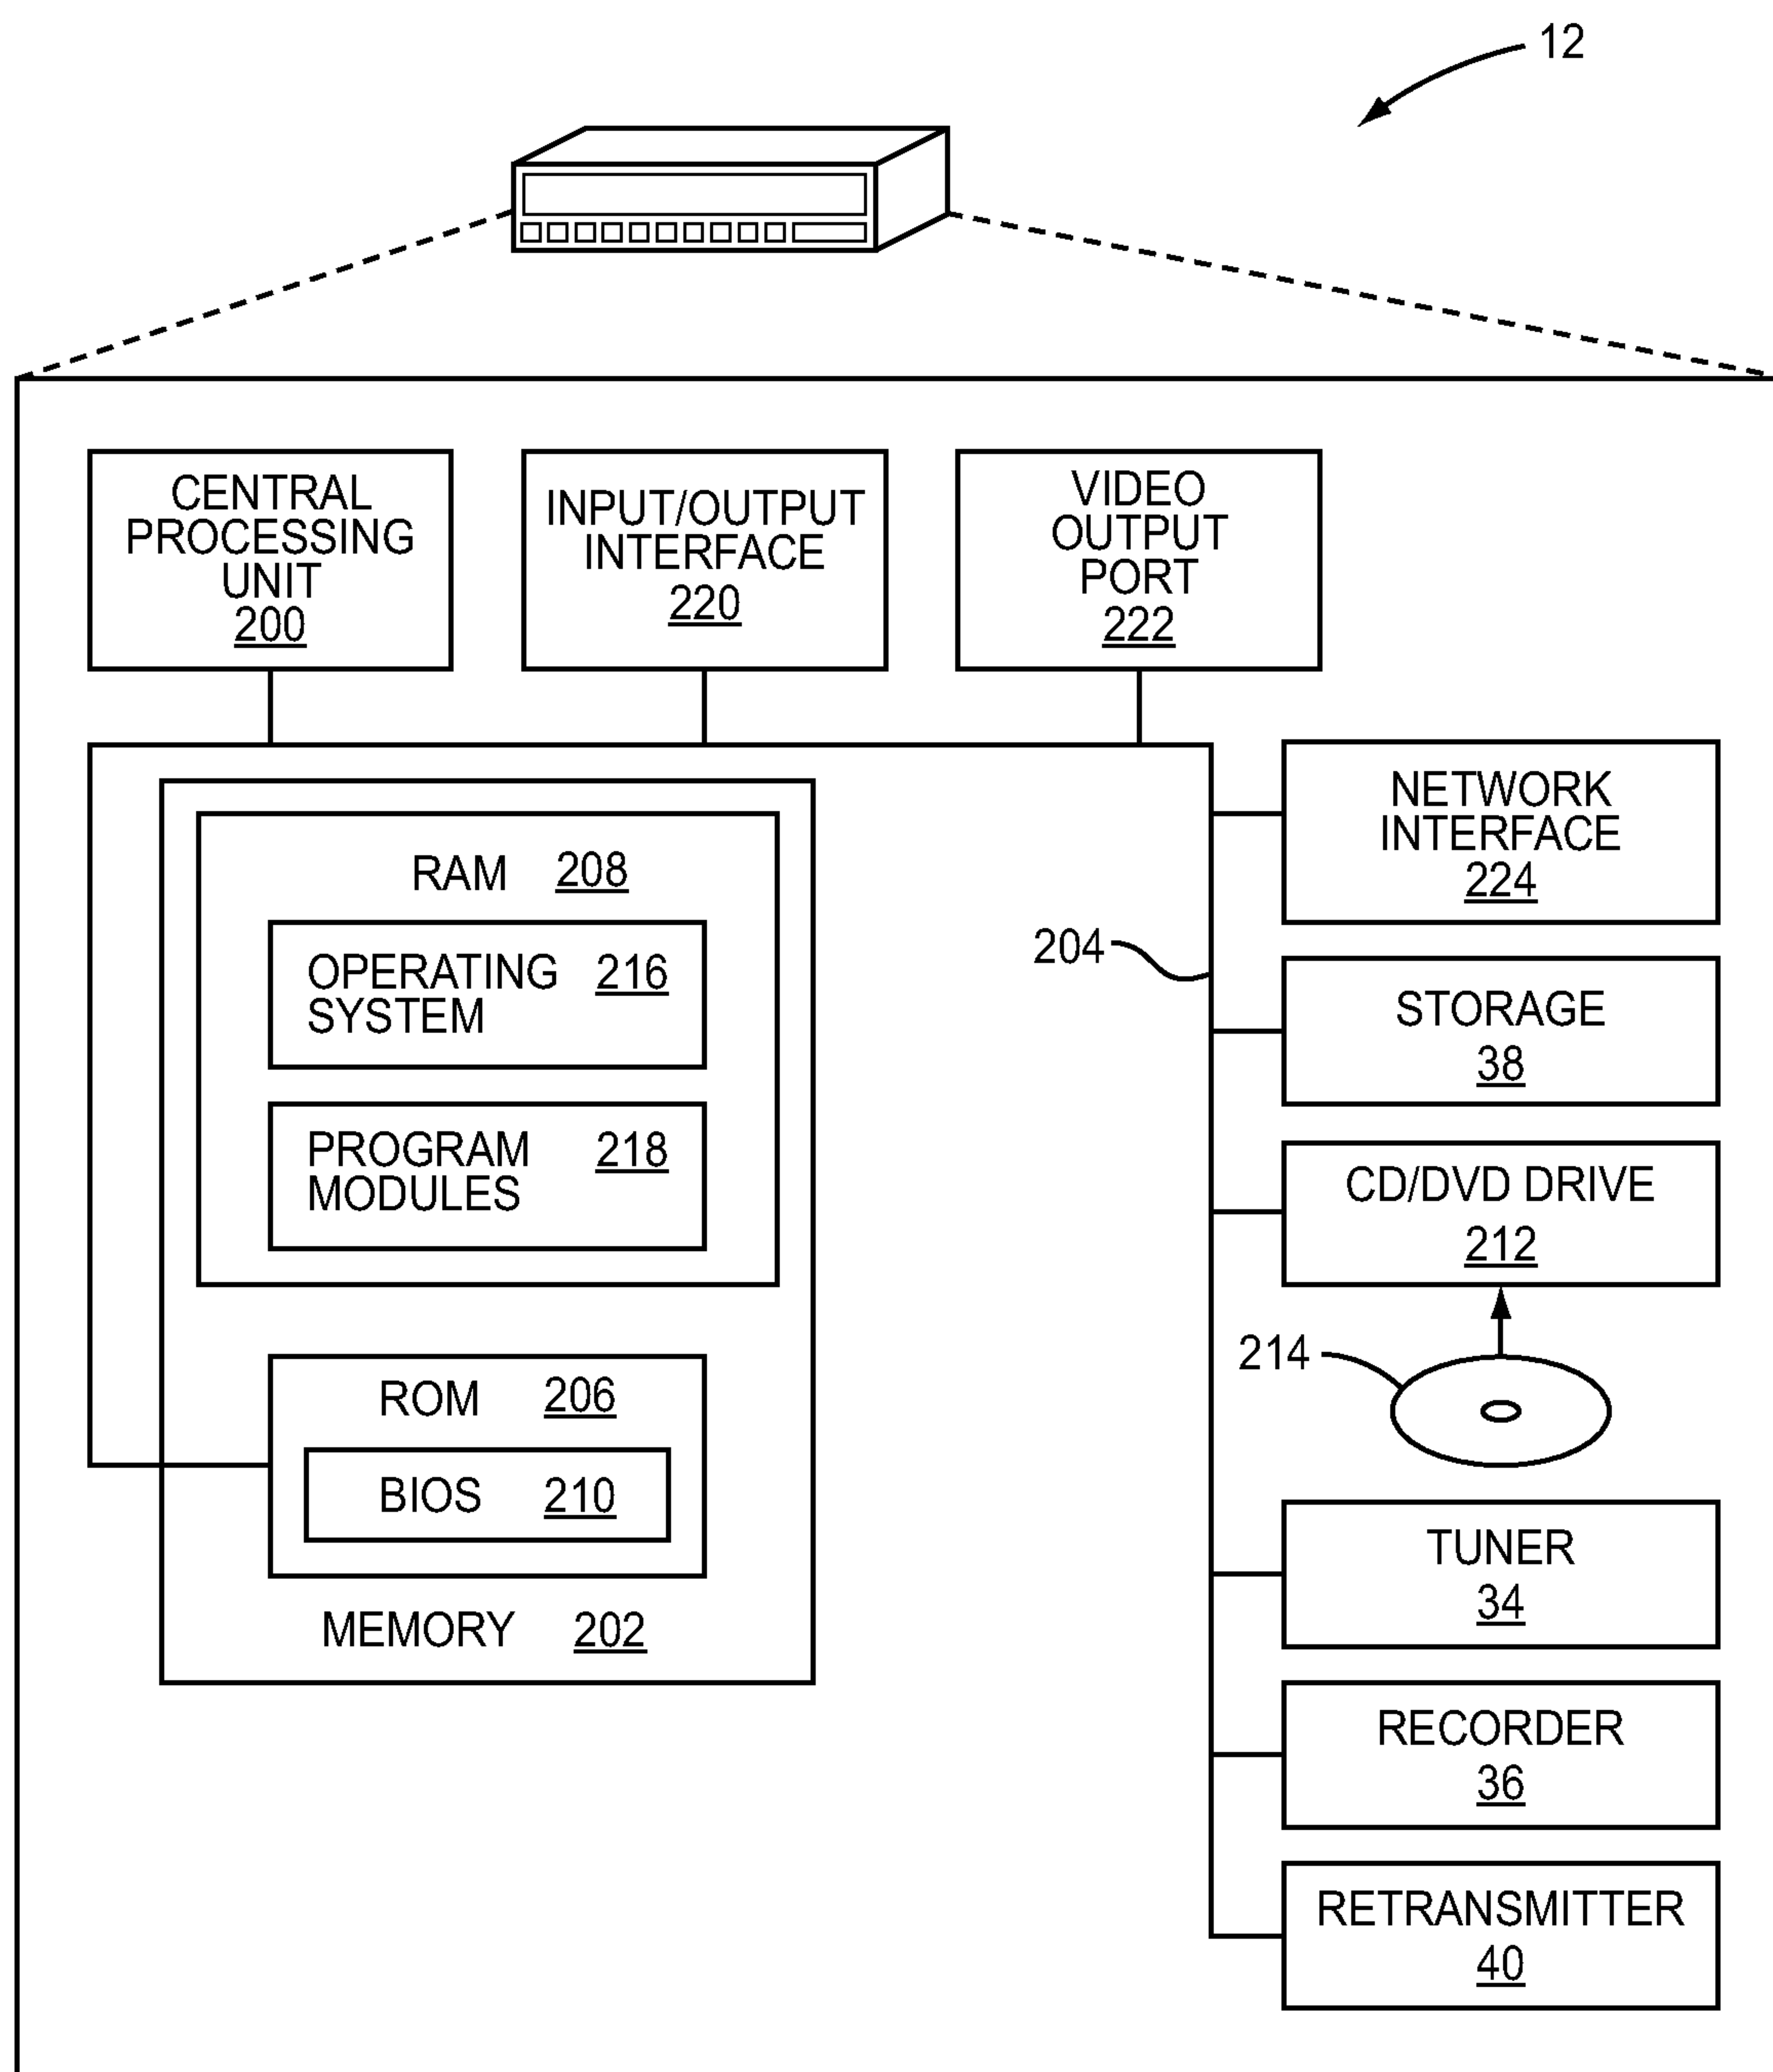 12
CENTRAL
PROCESSING
UNIT
200
INPUT/OUTPUT
INTERFACE
220
VIDEO
OUTPUT
PORT
222
NETWORK
INTERFACE
224
RAM 208
OPERATING 216
SYSTEM
204
STORAGE
38
PROGRAM 218
MODULES
CD/DVD DRIVE
212
214
ROM 206
BIOS 210
MEMORY 202
TUNER
34
RECORDER
36
RETRANSMITTER
40